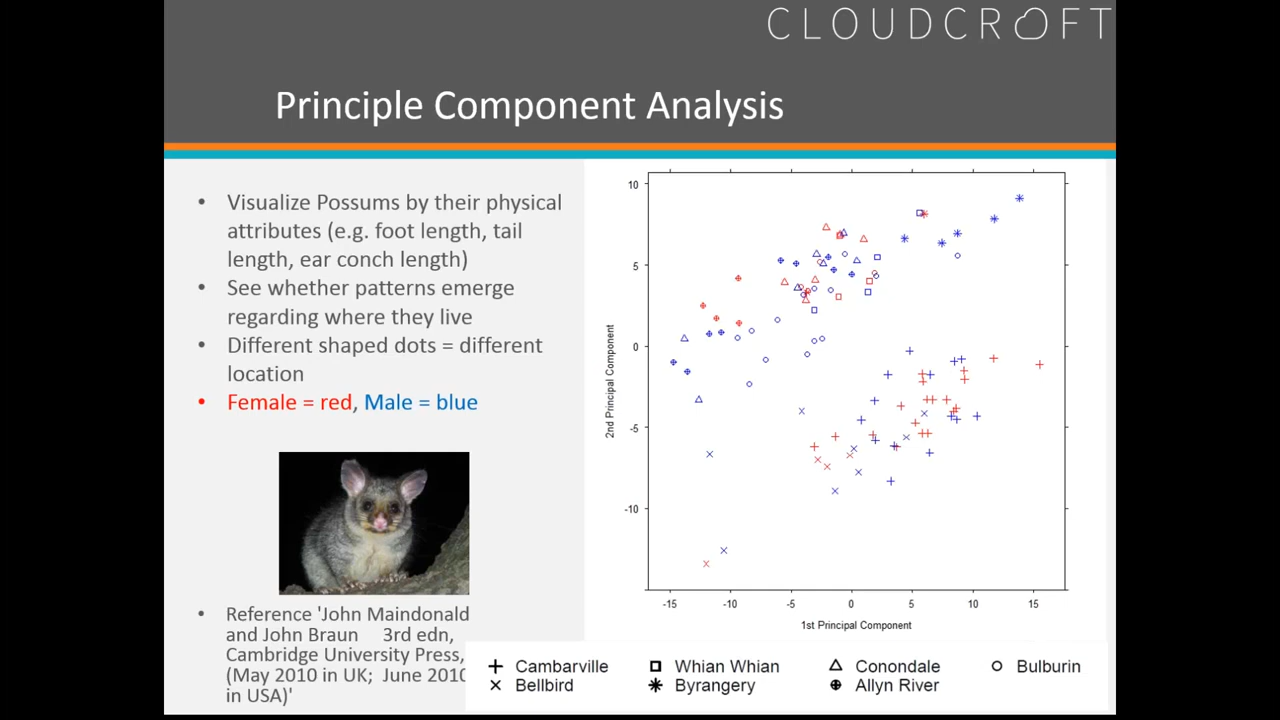 CLOUDCROFT
Principle Component Analysis
• Visualize Possums by their physical
attributes (e.g. foot length, tail
length, ear conch length)
• See whether patterns emerge
regarding where they live
• Different shaped dots = different
location
• Female = red, Male = blue
• Reference 'John Maindonald
and John Braun 3rd edn,
Cambridge University Press,
(May 2010 in UK; June 2010
in USA)'
2nd Principal Component
10
5
0
-5
-10
-15 -10 -5 0 5 10 15
1st Principal Component
Cambarville Whian Whian Conondale Bulburin
Bellbird Byrangery Allyn River